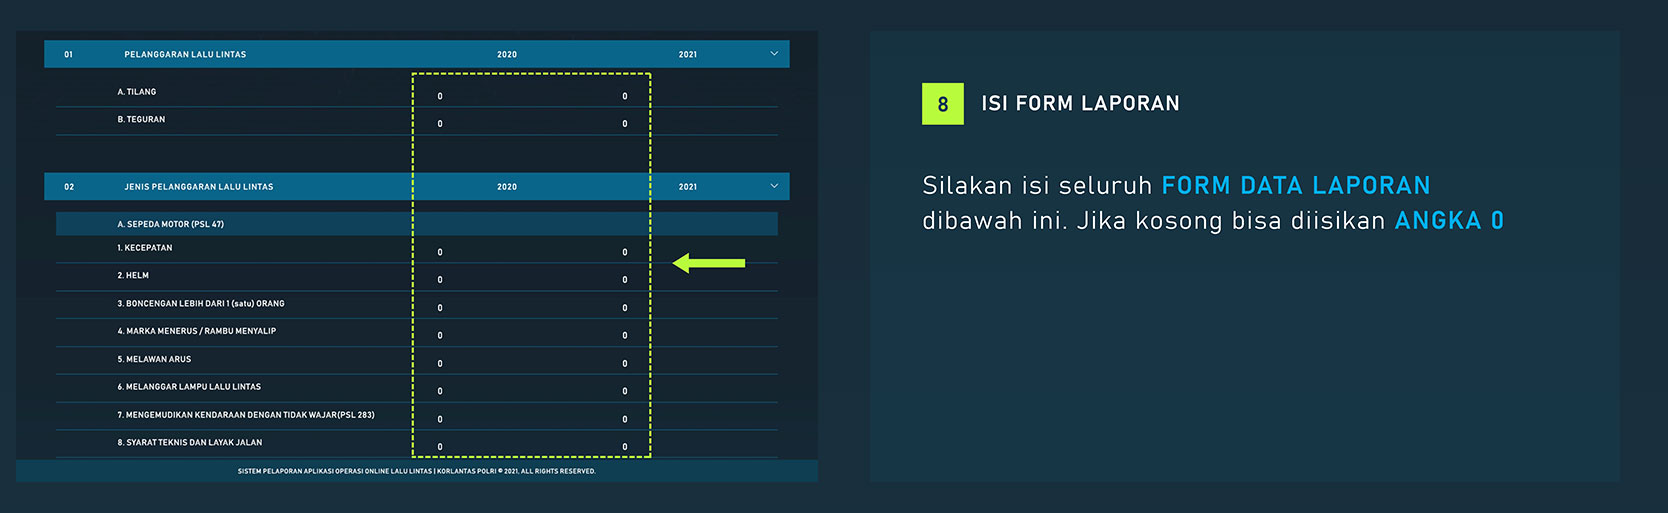 01 PELANGGARAN LALU LINTAS 2020 2021
A. TILANG 0 0
B. TEGURAN 0 0
02 JENIS PELANGGARAN LALU LINTAS 2020 2021
A. SEPEDA MOTOR (PSL 47)
1. KECEPATAN 0 0
2. HELM 0 0
3. BONCENGAN LEBIH DARI 1 (satu) ORANG 0 0
4. MARKA MENERUS / RAMBU MENYALIP 0 0
5. MELAWAN ARUS 0 0
6. MELANGGAR LAMPU LALU LINTAS 0 0
7. MENGEMUDIKAN KENDARAAN DENGAN TIDAK WAJAR(PSL 283) 0 0
8. SYARAT TEKNIS DAN LAYAK JALAN 0 0
SISTEM PELAPORAN APLIKASI OPERASI ONLINE LALU LINTAS | KORLANTAS POLRI © 2021, ALL RIGHTS RESERVED.
8 ISI FORM LAPORAN
Silakan isi seluruh FORM DATA LAPORAN
dibawah ini. Jika kosong bisa diisikan ANGKA 0